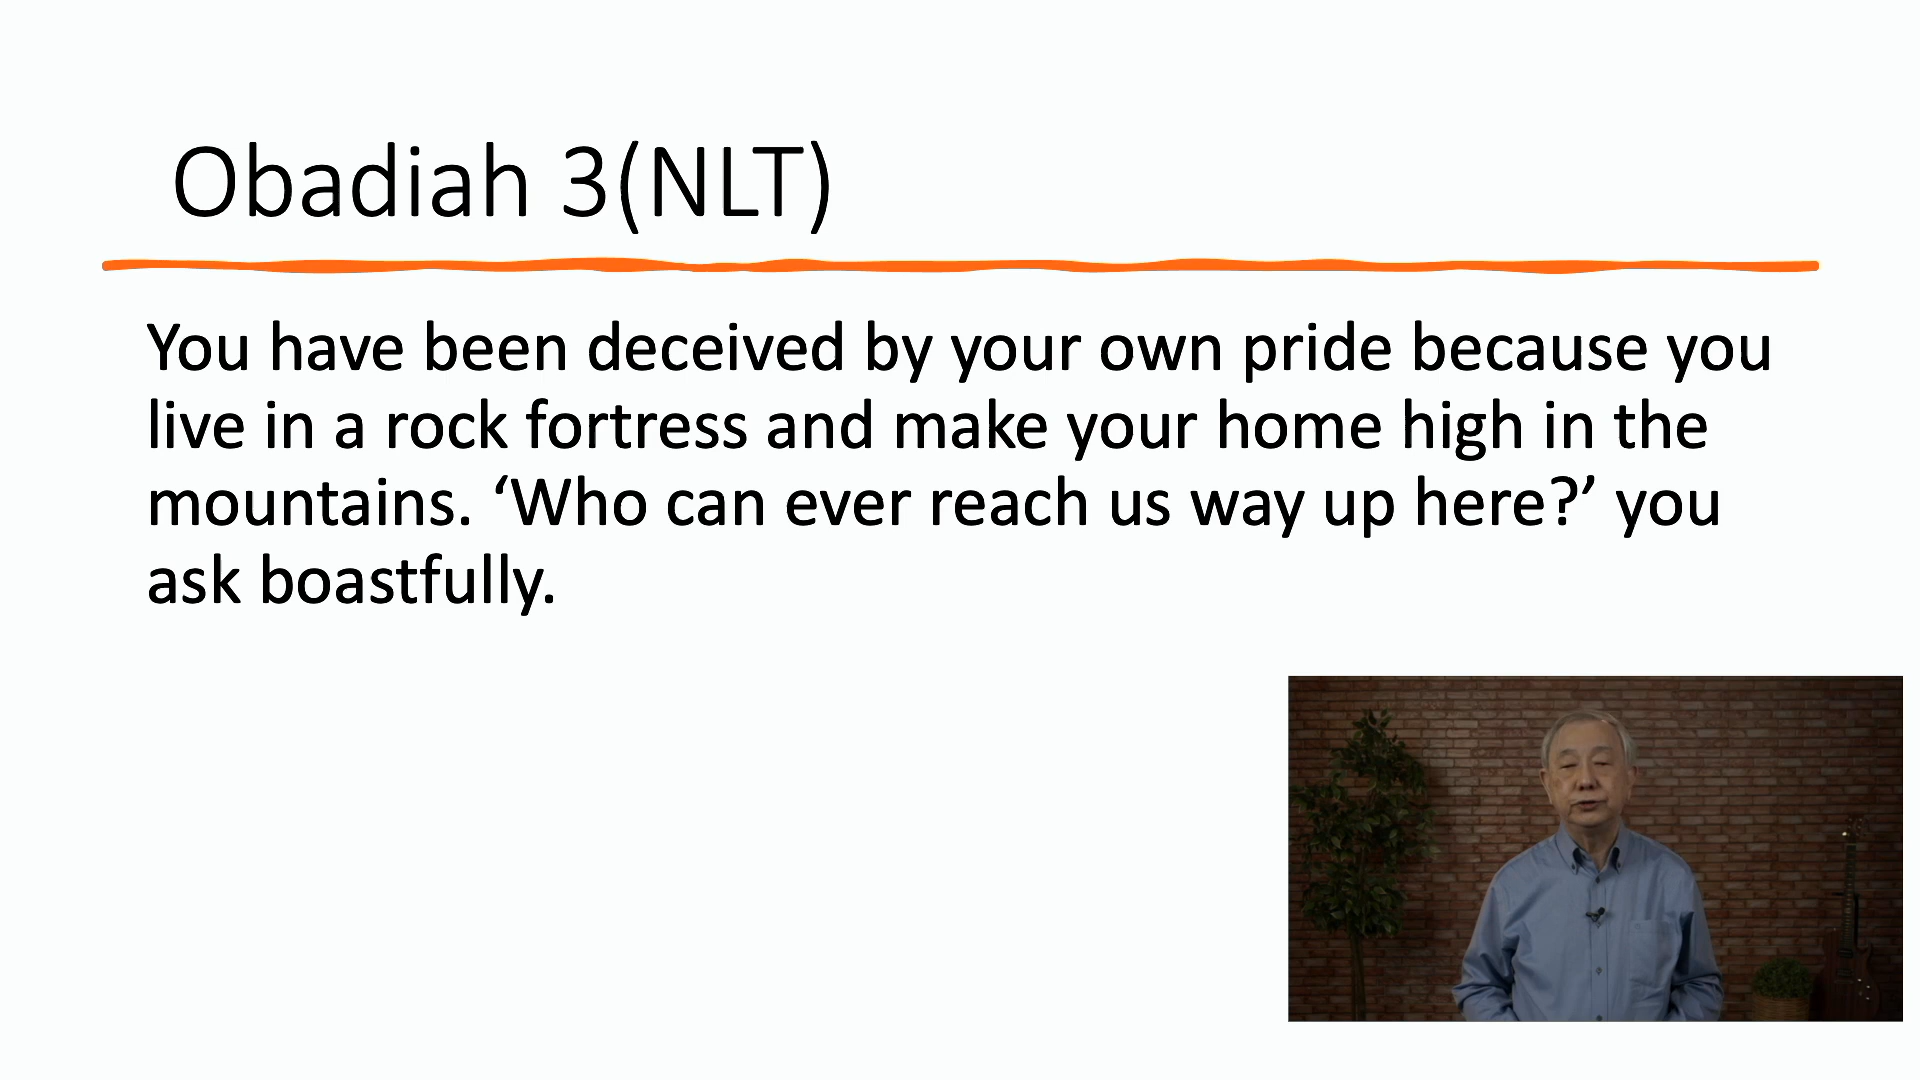 Obadiah 3(NLT)
You have been deceived by your own pride because you
live in a rock fortress and make your home high in the
mountains. ‘Who can ever reach us way up here?’ you
ask boastfully.